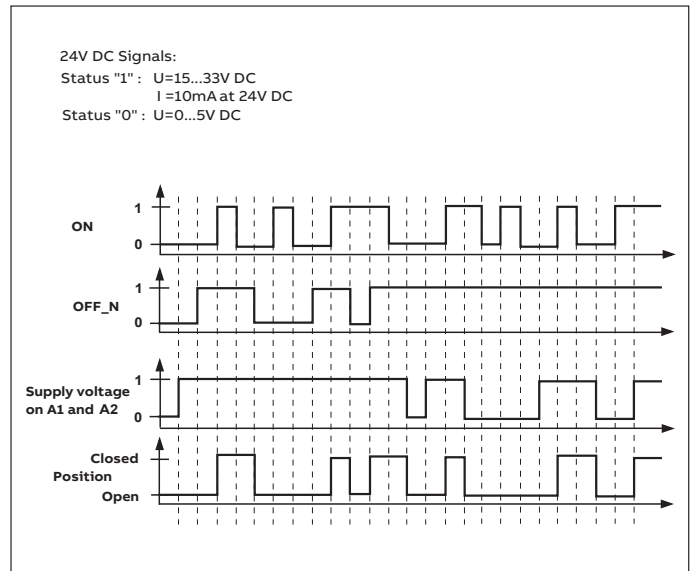 24V DC Signals:
Status "1" : U=15...33V DC
I =10mA at 24V DC
Status "0" : U=0...5V DC
1
ON
0
1
OFF_N
0
1
Supply voltage
on A1 and A2
0
Closed
Position
Open